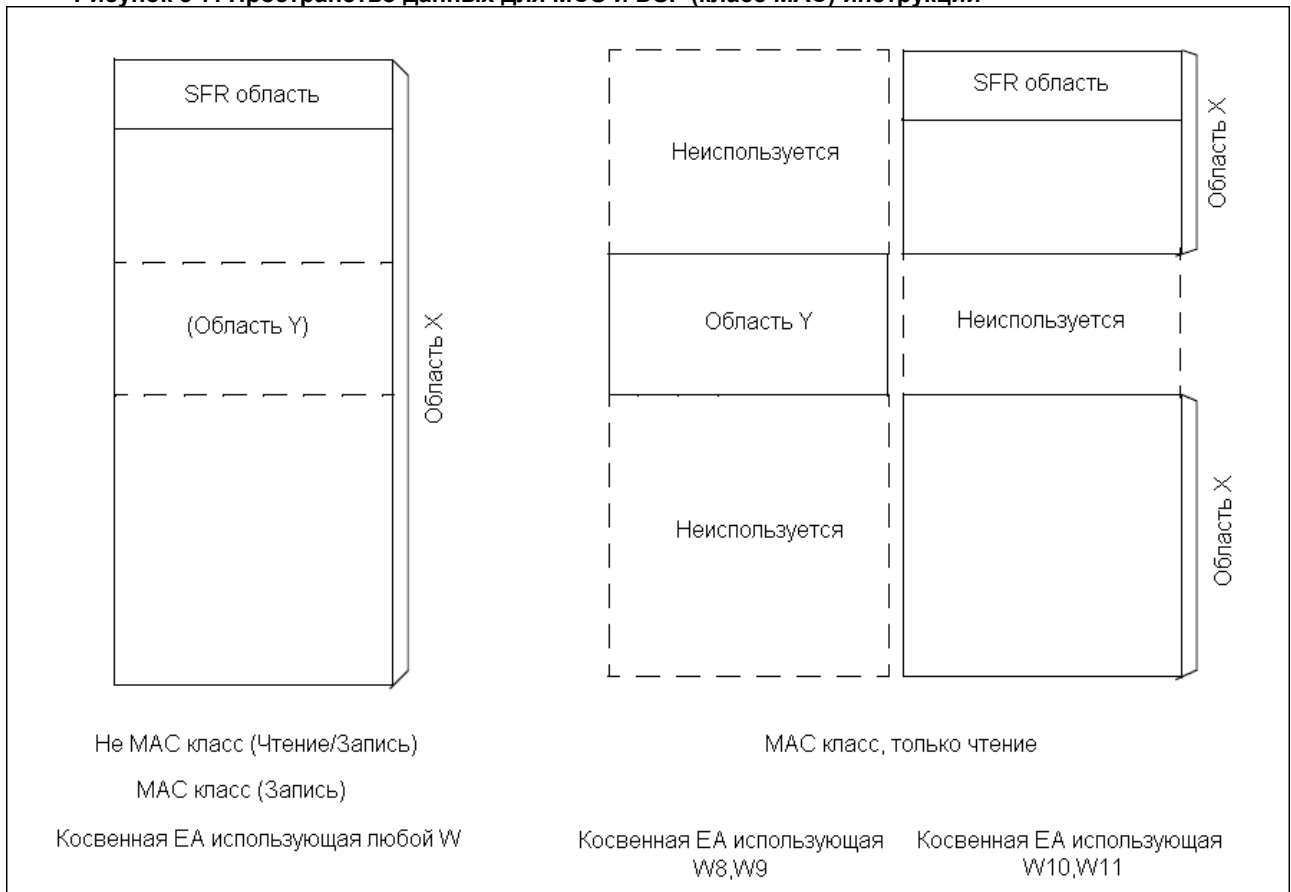 SFR область
(Область Y)
Область X
Не MAC класс (Чтение/Запись)
MAC класс (Запись)
Косвенная EA использующая любой W
Неиспользуется
Область Y
Неиспользуется
SFR область
Область X
Неиспользуется
Область X
MAC класс, только чтение
Косвенная EA использующая
W8,W9
Косвенная EA использующая
W10,W11